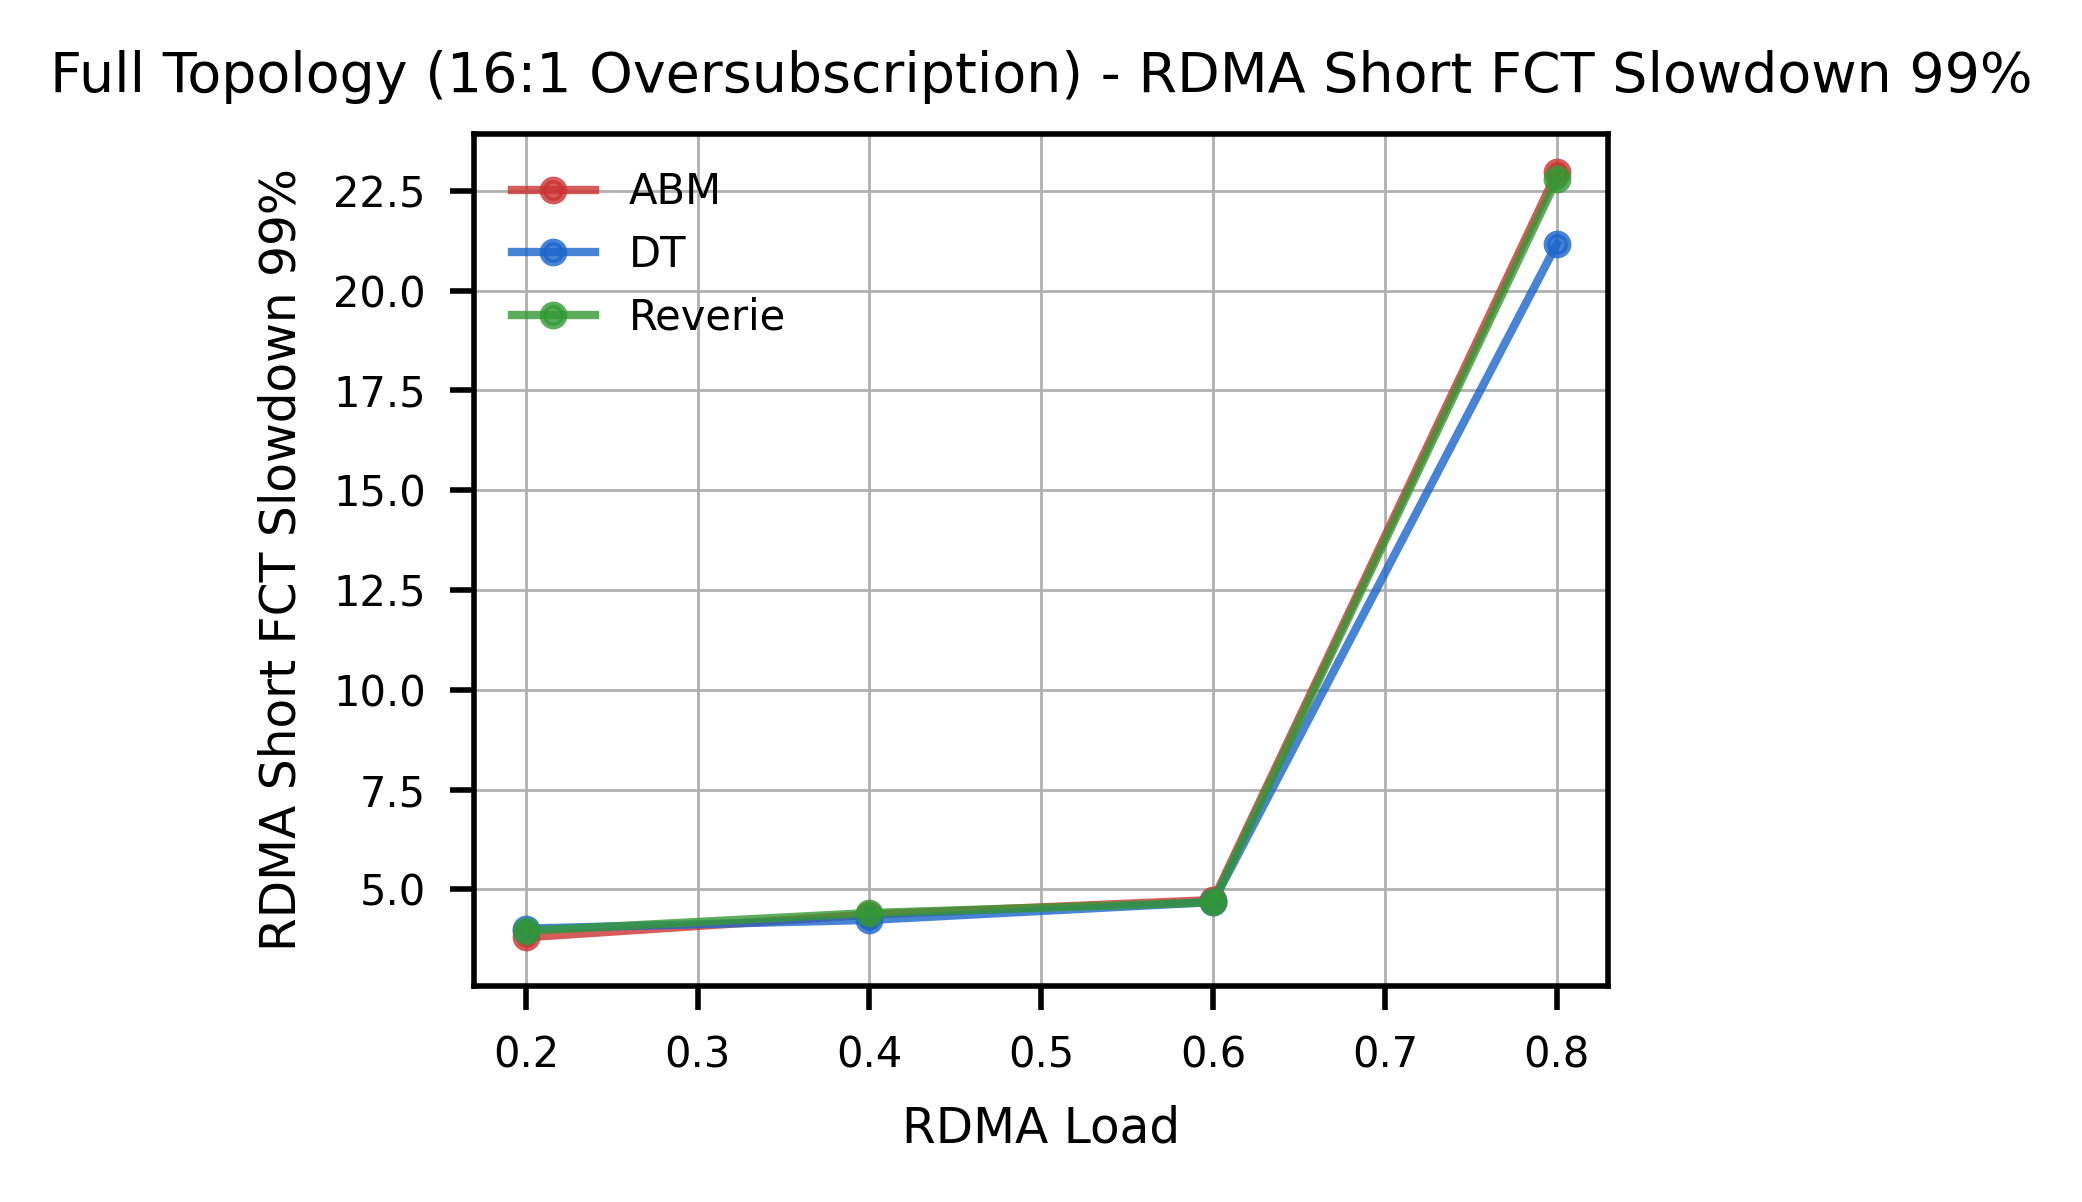 Full Topology (16:1 Oversubscription) - RDMA Short FCT Slowdown 99%
RDMA Short FCT Slowdown 99%
22.5
20.0
17.5
15.0
12.5
10.0
7.5
5.0
ABM
DT
Reverie
0.2 0.3 0.4 0.5 0.6 0.7 0.8
RDMA Load